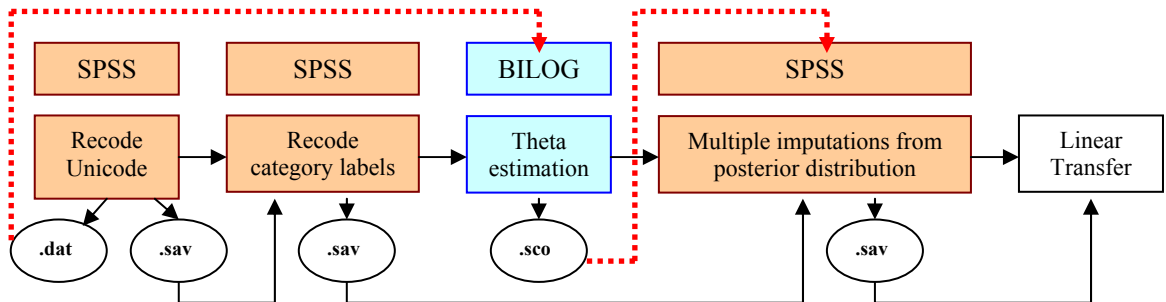 SPSS
SPSS
BILOG
SPSS
Recode
Unicode
Recode
category labels
Theta
estimation
Multiple imputations from
posterior distribution
Linear
Transfer
.dat
.sav
.sav
.sco
.sav